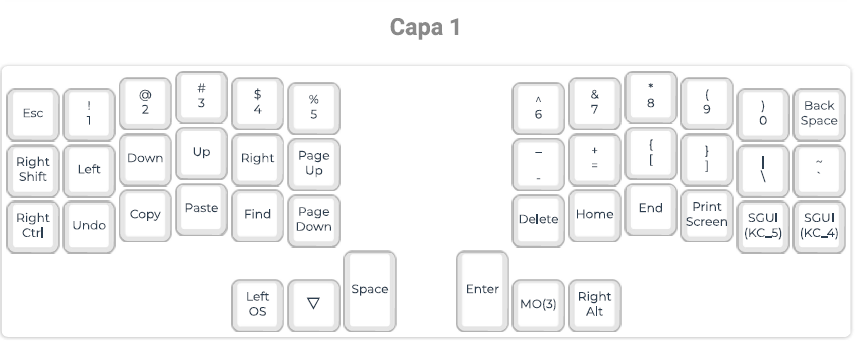 Capa 1
Esc
!
1
@
2
#
3
$
4
%
5
^
6
&
7
*
8
(
9
)
0
Back
Space
Right
Shift
Left
Down
Up
Right
Page
Up
_
-
+
=
{
[
}
]
|
\
~
`
Right
Ctrl
Undo
Copy
Paste
Find
Page
Down
Delete
Home
End
Print
Screen
SGUI
(KC_5)
SGUI
(KC_4)
Left
OS
▽
Space
Enter
MO(3)
Right
Alt